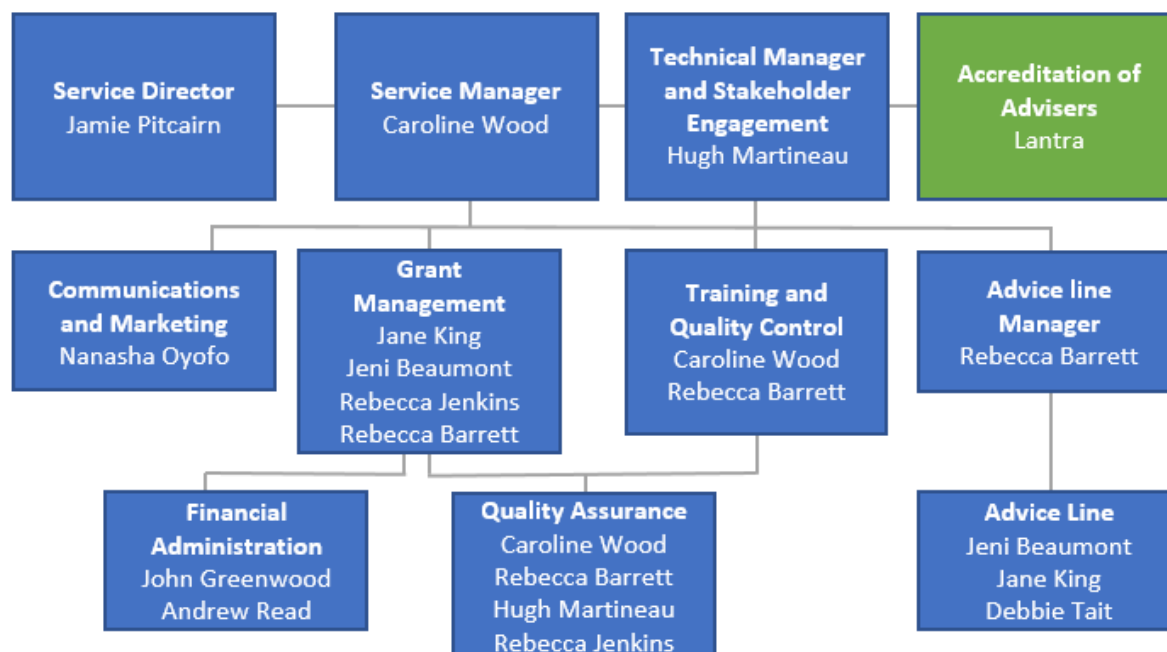 Service Director
Jamie Pitcairn
Service Manager
Caroline Wood
Technical Manager
and Stakeholder
Engagement
Hugh Martineau
Accreditation of
Advisers
Lantra
Communications
and Marketing
Nanasha Oyofo
Grant
Management
Jane King
Jeni Beaumont
Rebecca Jenkins
Rebecca Barrett
Training and
Quality Control
Caroline Wood
Rebecca Barrett
Advice line
Manager
Rebecca Barrett
Financial
Administration
John Greenwood
Andrew Read
Quality Assurance
Caroline Wood
Rebecca Barrett
Hugh Martineau
Rebecca Jenkins
Advice Line
Jeni Beaumont
Jane King
Debbie Tait